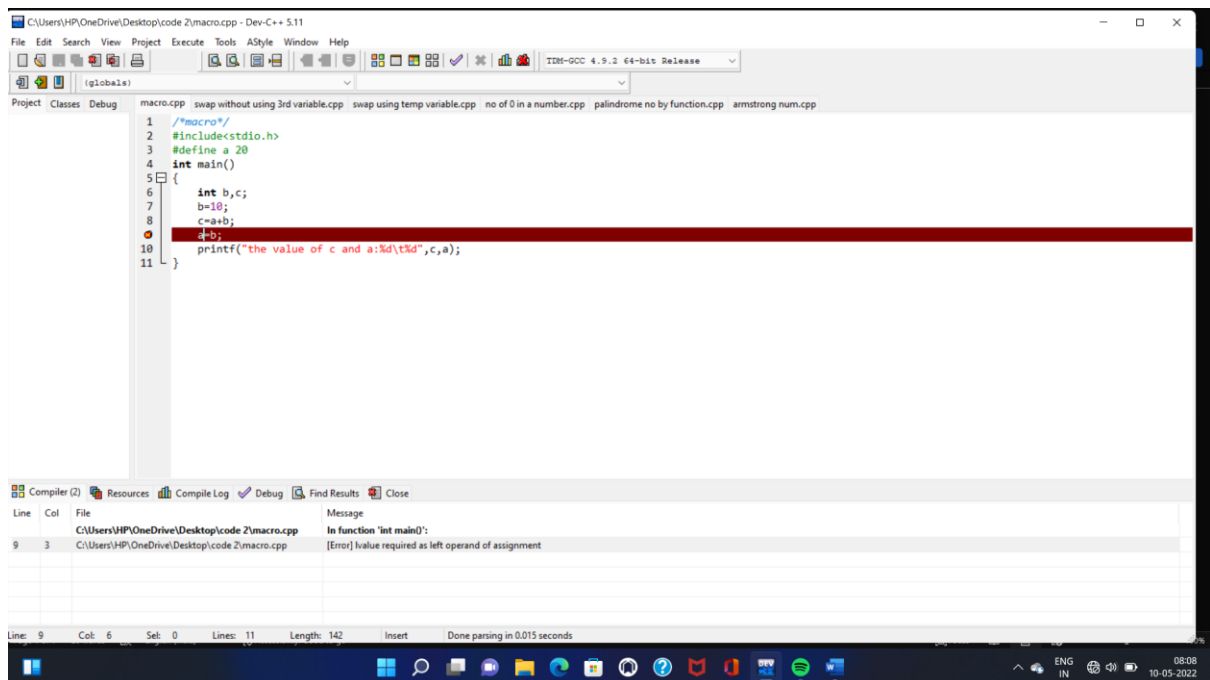 C:\Users\HP\OneDrive\Desktop\code 2\macro.cpp - Dev-C++ 5.11
File Edit Search View Project Execute Tools AStyle Window Help
TDM-GCC 4.9.2 64-bit Release
(globals)
Project Classes Debug macro.cpp swap without using 3rd variable.cpp swap using temp variable.cpp no of 0 in a number.cpp palindrome no by function.cpp armstrong num.cpp
1 /*macro*/
2 #include<stdio.h>
3 #define a 20
4 int main()
5 {
6 int b,c;
7 b=10;
8 c=a+b;
a=b;
10 printf("the value of c and a:%d\t%d",c,a);
11 }
Compiler (2) Resources Compile Log Debug Find Results Close
Line Col File Message
C:\Users\HP\OneDrive\Desktop\code 2\macro.cpp In function 'int main()':
9 3 C:\Users\HP\OneDrive\Desktop\code 2\macro.cpp [Error] lvalue required as left operand of assignment
Line: 9 Col: 6 Sel: 0 Lines: 11 Length: 142 Insert Done parsing in 0.015 seconds
DEV W ENG 08:08
IN 10-05-2022